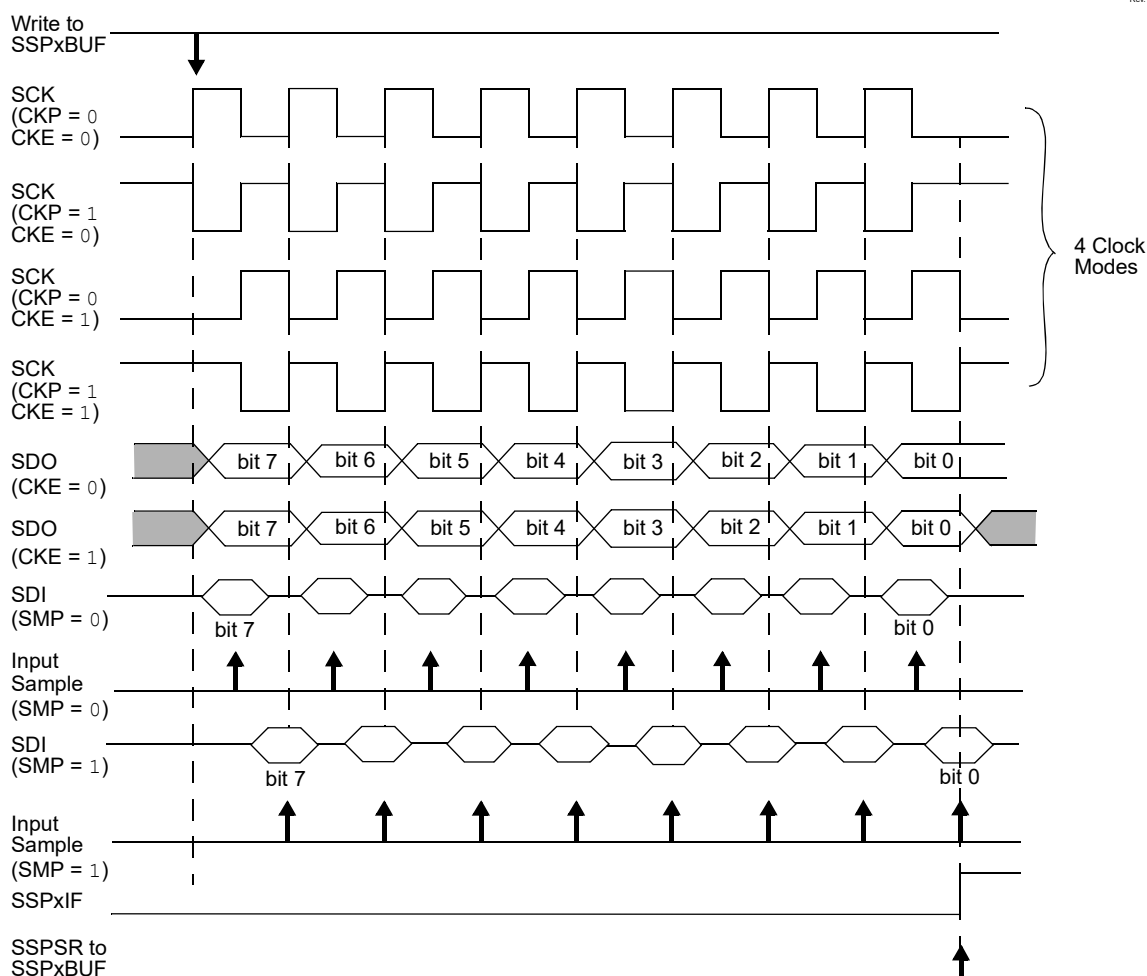 Write to
SSPxBUF
SCK
(CKP = 0
CKE = 0)
SCK
(CKP = 1
CKE = 0)
SCK
(CKP = 0
CKE = 1)
SCK
(CKP = 1
CKE = 1)
4 Clock
Modes
SDO
(CKE = 0)
bit 7 bit 6 bit 5 bit 4 bit 3 bit 2 bit 1 bit 0
SDO
(CKE = 1)
bit 7 bit 6 bit 5 bit 4 bit 3 bit 2 bit 1 bit 0
SDI
(SMP = 0)
bit 7 bit 0
Input
Sample
(SMP = 0)
SDI
(SMP = 1)
bit 7 bit 0
Input
Sample
(SMP = 1)
SSPxIF
SSPSR to
SSPxBUF